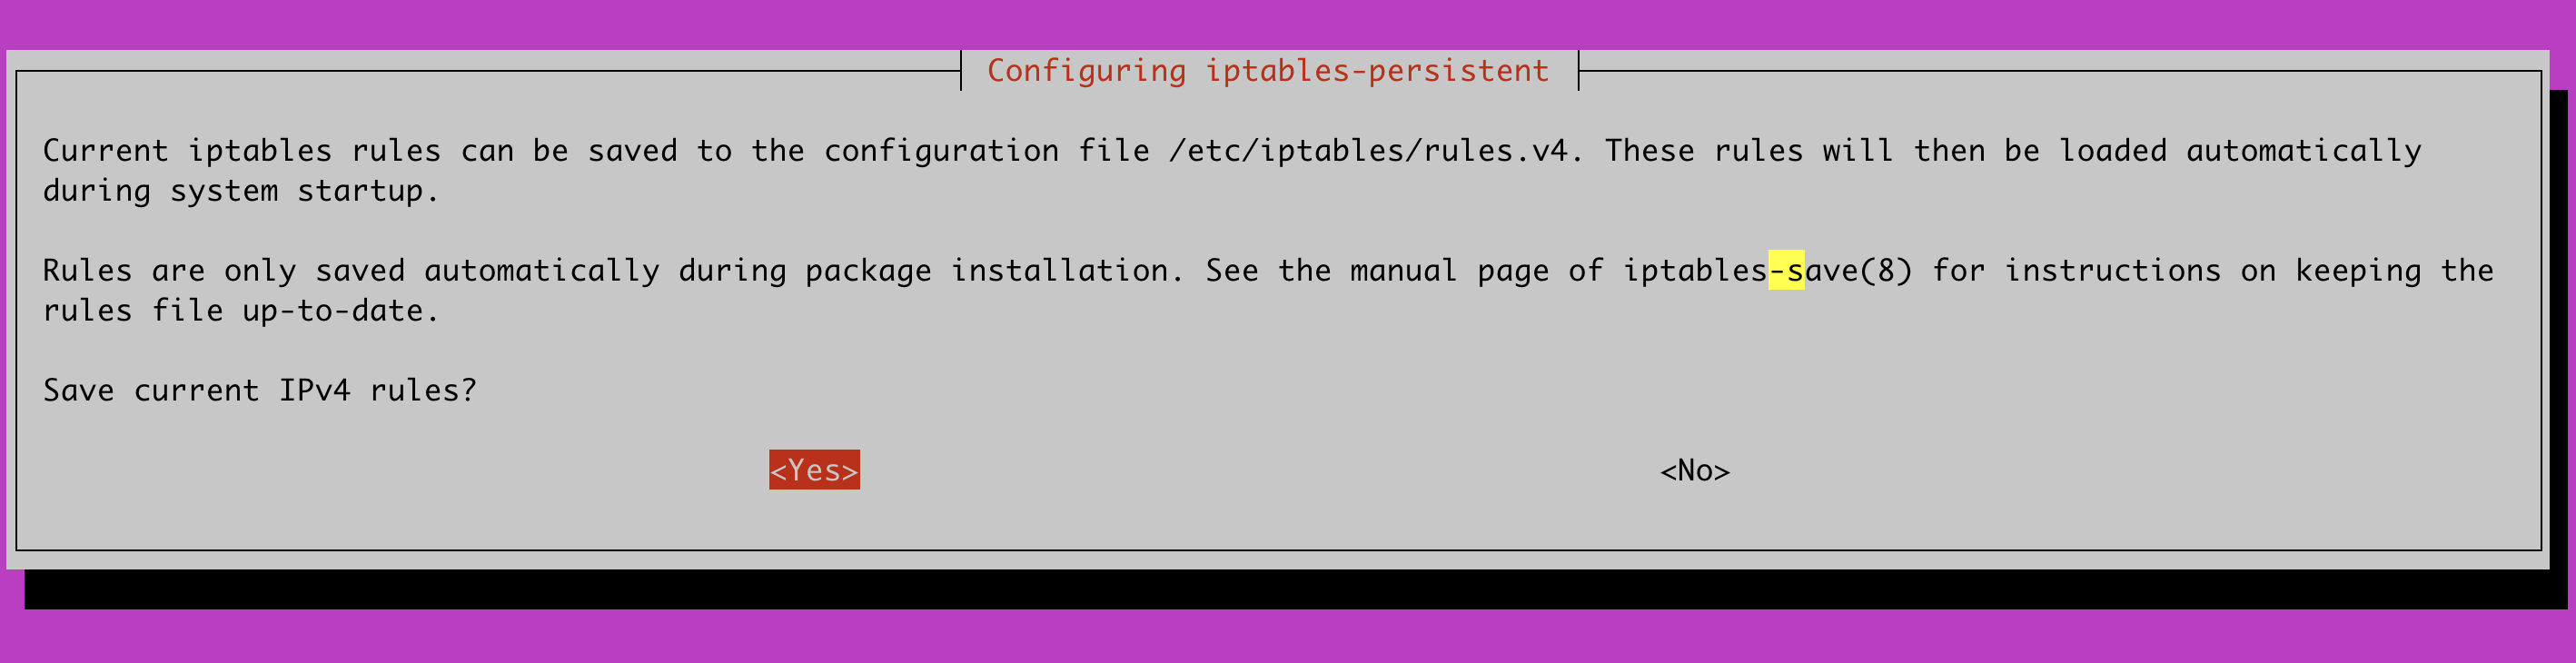 Configuring iptables-persistent
Current iptables rules can be saved to the configuration file /etc/iptables/rules.v4. These rules will then be loaded automatically
during system startup.
Rules are only saved automatically during package installation. See the manual page of iptables-save(8) for instructions on keeping the
rules file up-to-date.
Save current IPv4 rules?
<Yes> <No>